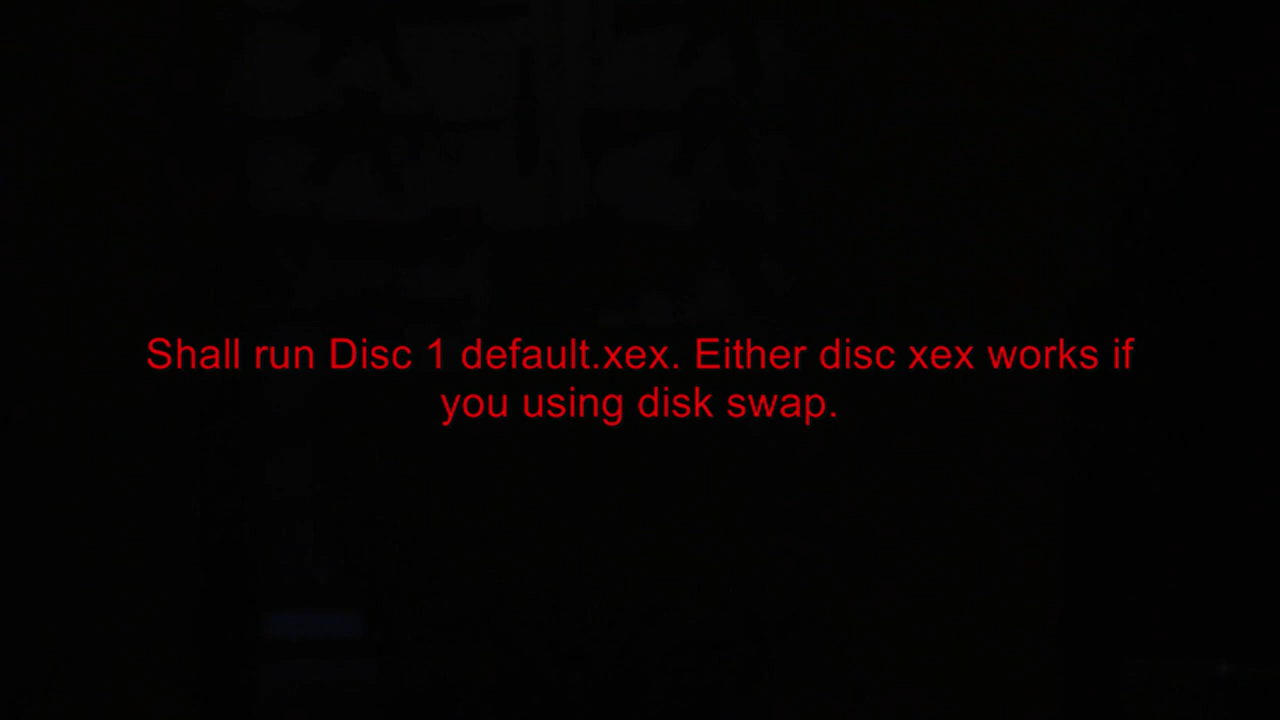 Shall run Disc 1 default.xex. Either disc xex works if
you using disk swap.